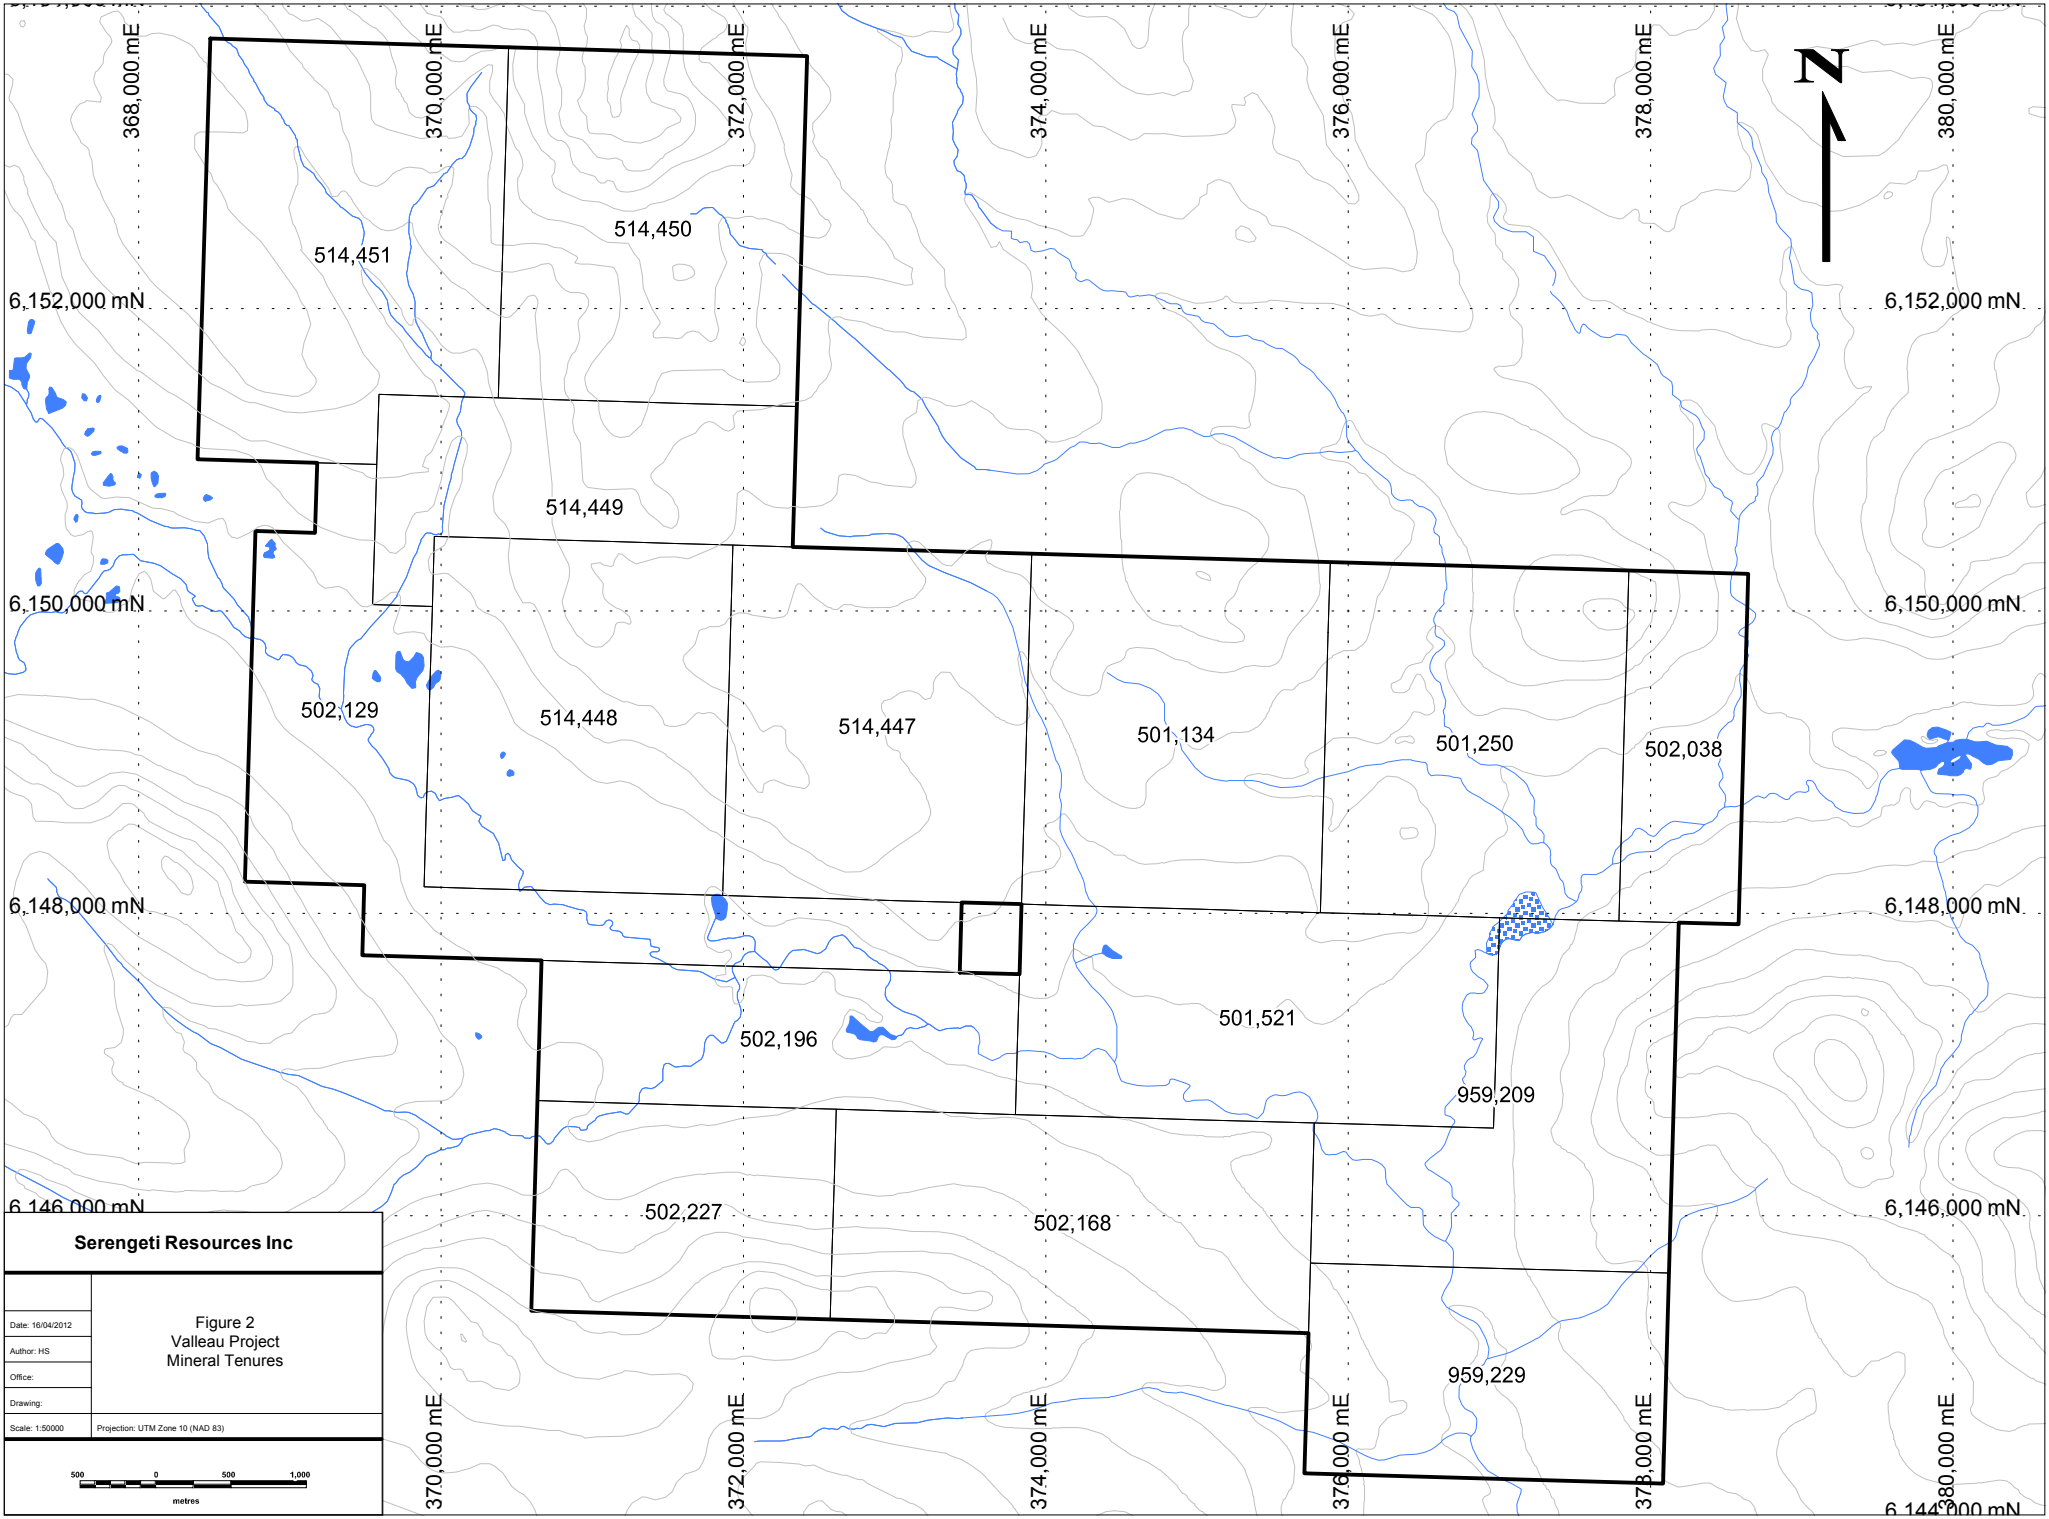 368,000 mE
370,000 mE
372,000 mE
374,000 mE
376,000 mE
378,000 mE
380,000 mE
N
514,450
514,451
6,152,000 mN
6,152,000 mN
514,449
6,150,000 mN
6,150,000 mN
502,129
514,448
514,447
501,134
501,250
502,038
6,148,000 mN
6,148,000 mN
501,521
502,196
959,209
6,146,000 mN
6,146,000 mN
502,227
502,168
959,229
Serengeti Resources Inc
Figure 2
Valleau Project
Mineral Tenures
Date: 16/04/2012
Author: HS
Office:
Drawing:
Scale: 1:50000
Projection: UTM Zone 10 (NAD 83)
500 0 500 1,000
metres
370,000 mE
372,000 mE
374,000 mE
376,000 mE
378,000 mE
380,000 mE
6,144,000 mN